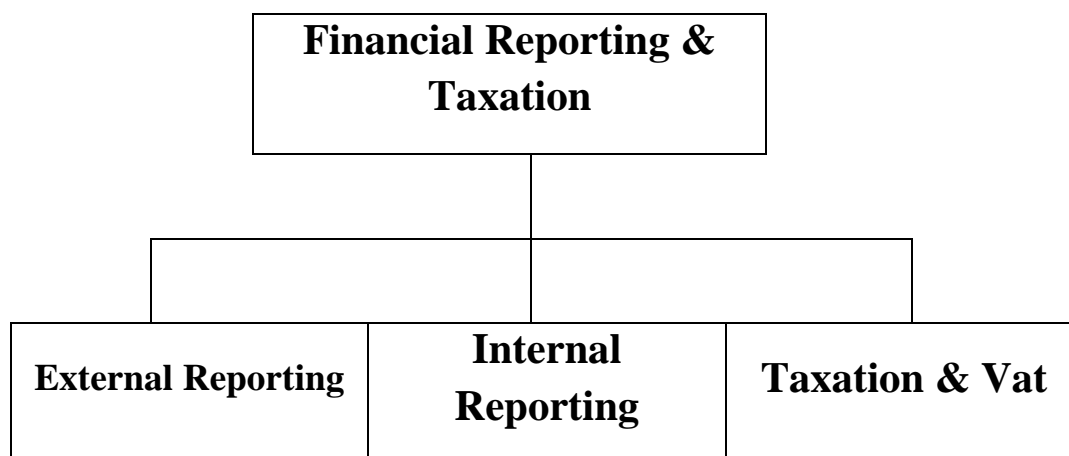 Financial Reporting &
Taxation
External Reporting
Internal
Reporting
Taxation & Vat